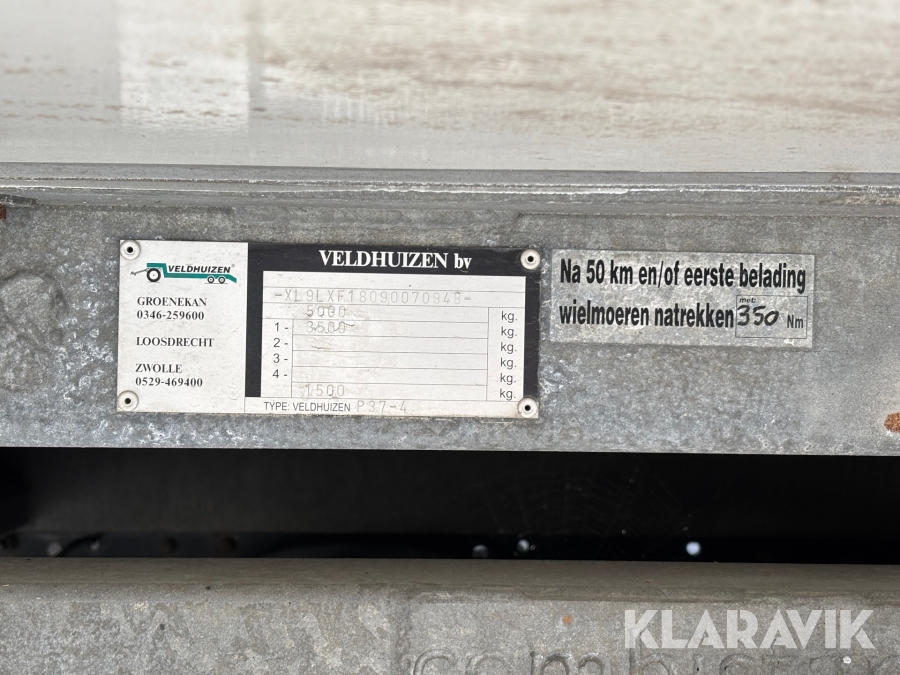 VELDHUIZEN
GROENEKAN
0346-259600
LOOSDRECHT
ZWOLLE
0529-469400
VELDHUIZEN bv
-XL9LXF18090070948-
5000 kg.
1 - 3500 kg.
2 - kg.
3 - kg.
4 - kg.
1500 kg.
TYPE: VELDHUIZEN P37-4
Na 50 km en/of eerste belading
wielmoeren natrekken met: 350 Nm
KLARAVIK